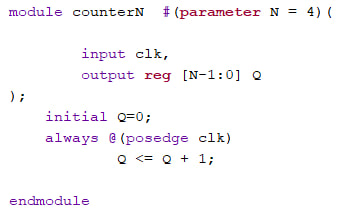 module counterN #(parameter N = 4)(
input clk,
output reg [N-1:0] Q
);
initial Q=0;
always @(posedge clk)
Q <= Q + 1;
endmodule